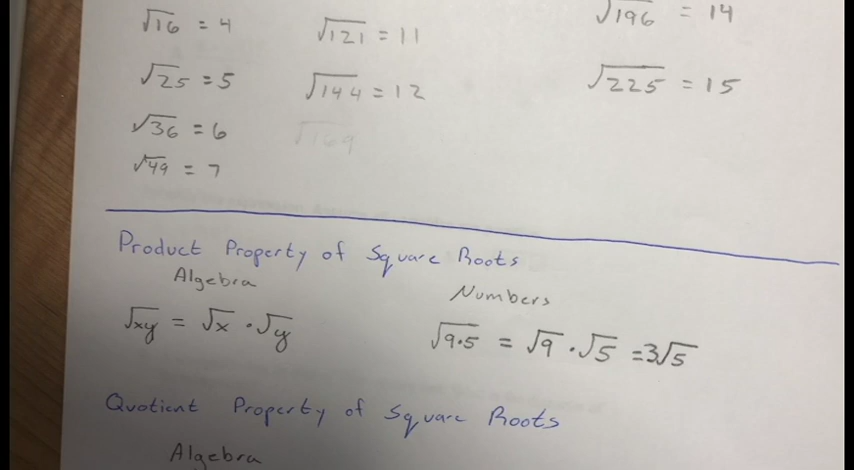 √16 = 4 √121 = 11 √196 = 14
√25 = 5 √144 = 12 √225 = 15
√36 = 6 √169
√49 = 7
Product Property of Square Roots
Algebra Numbers
√xy = √x · √y √9·5 = √9 · √5 = 3√5
Quotient Property of Square Roots
Algebra